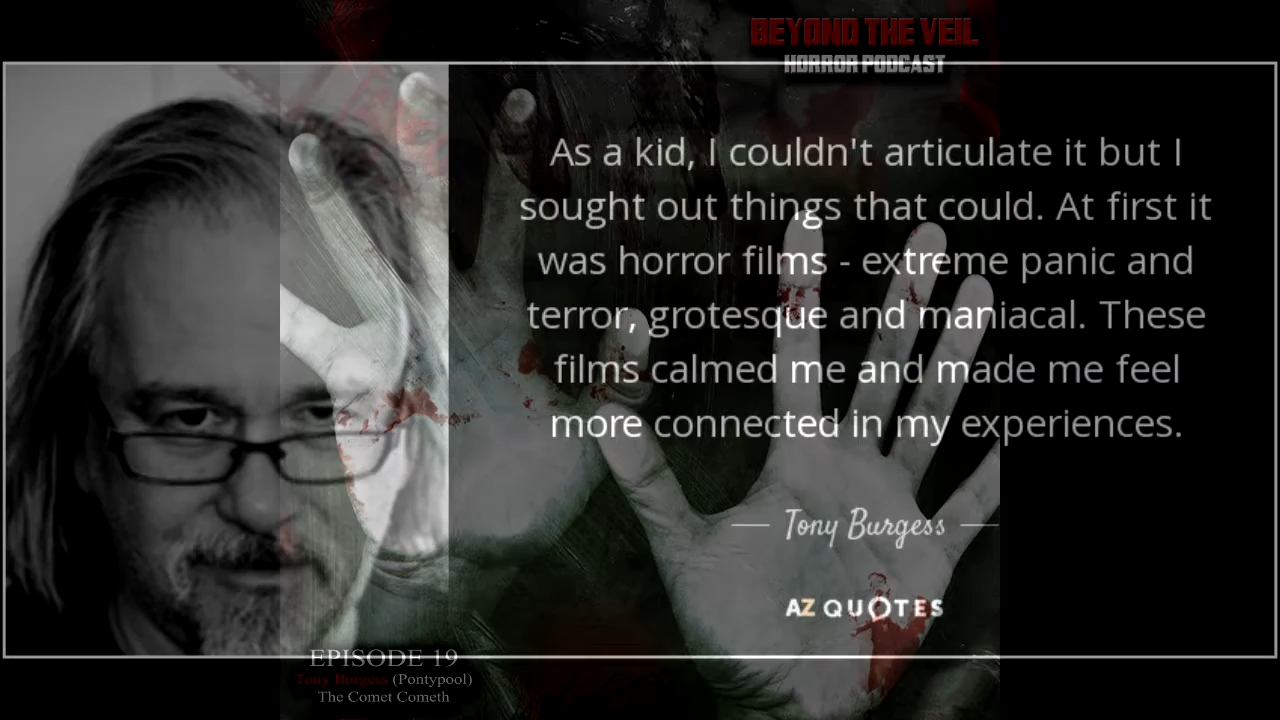 BEYOND THE VEIL
HORROR PODCAST
As a kid, I couldn't articulate it but I
sought out things that could. At first it
was horror films - extreme panic and
terror, grotesque and maniacal. These
films calmed me and made me feel
more connected in my experiences.
Tony Burgess
AZ QUOTES
EPISODE 19
Tony Burgess (Pontypool)
The Comet Cometh